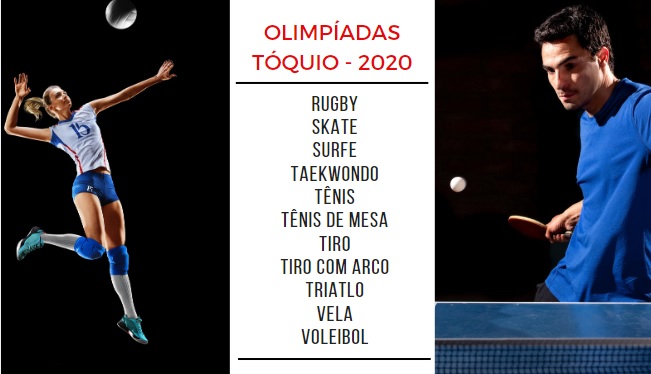 OLIMPÍADAS
TÓQUIO - 2020
RUGBY
SKATE
SURFE
TAEKWONDO
TÊNIS
TÊNIS DE MESA
TIRO
TIRO COM ARCO
TRIATLO
VELA
VOLEIBOL
15